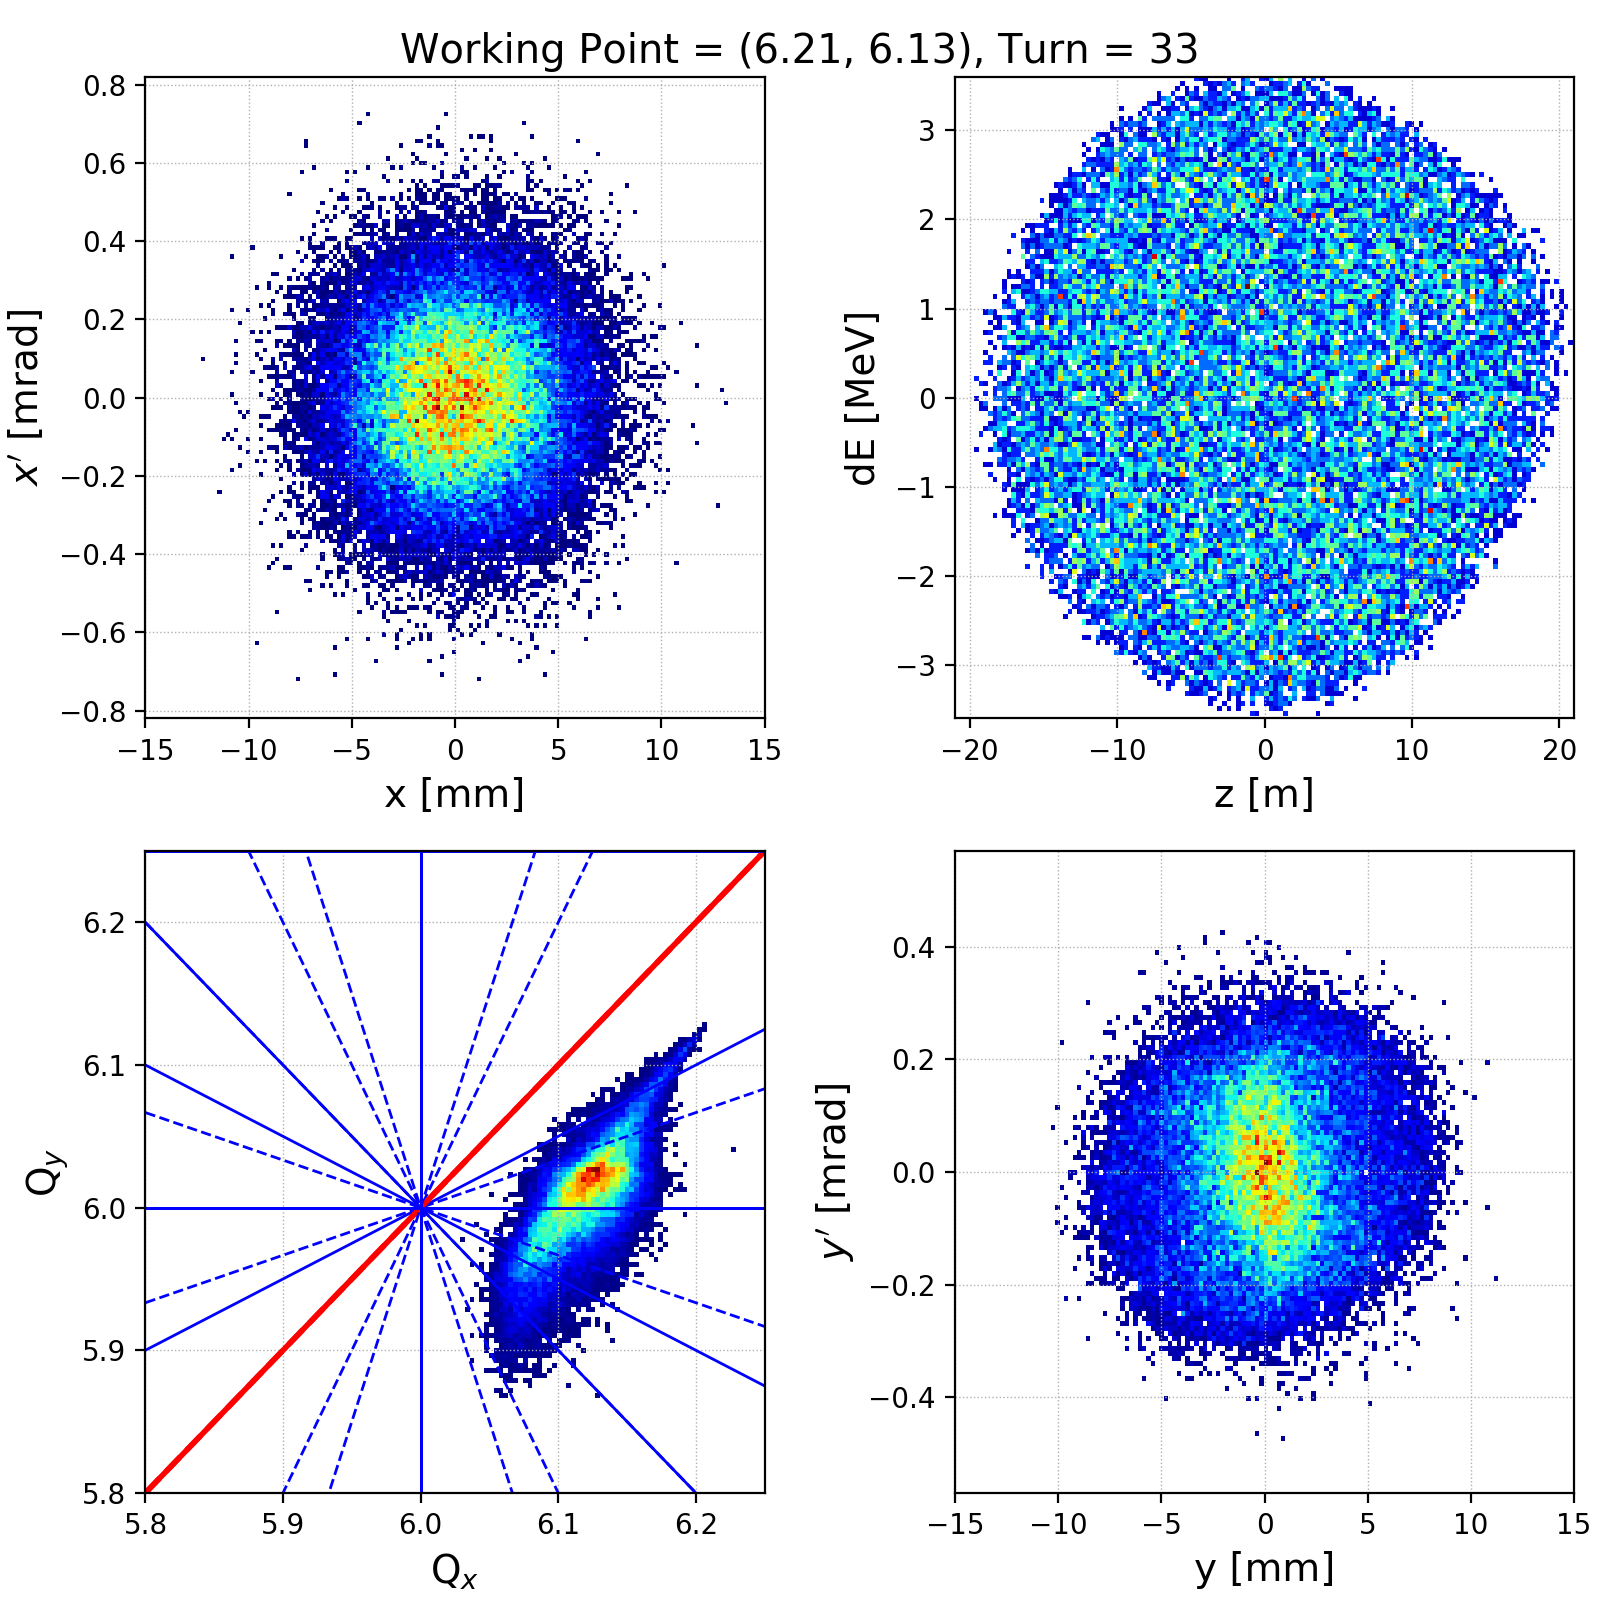 Working Point = (6.21, 6.13), Turn = 33
0.8
0.6
0.4
0.2
0.0
−0.2
−0.4
−0.6
−0.8
x′ [mrad]
−15 −10 −5 0 5 10 15
x [mm]
3
2
1
0
−1
−2
−3
dE [MeV]
−20 −10 0 10 20
z [m]
6.2
6.1
6.0
5.9
5.8
Qy
5.8 5.9 6.0 6.1 6.2
Qx
0.4
0.2
0.0
−0.2
−0.4
y′ [mrad]
−15 −10 −5 0 5 10 15
y [mm]